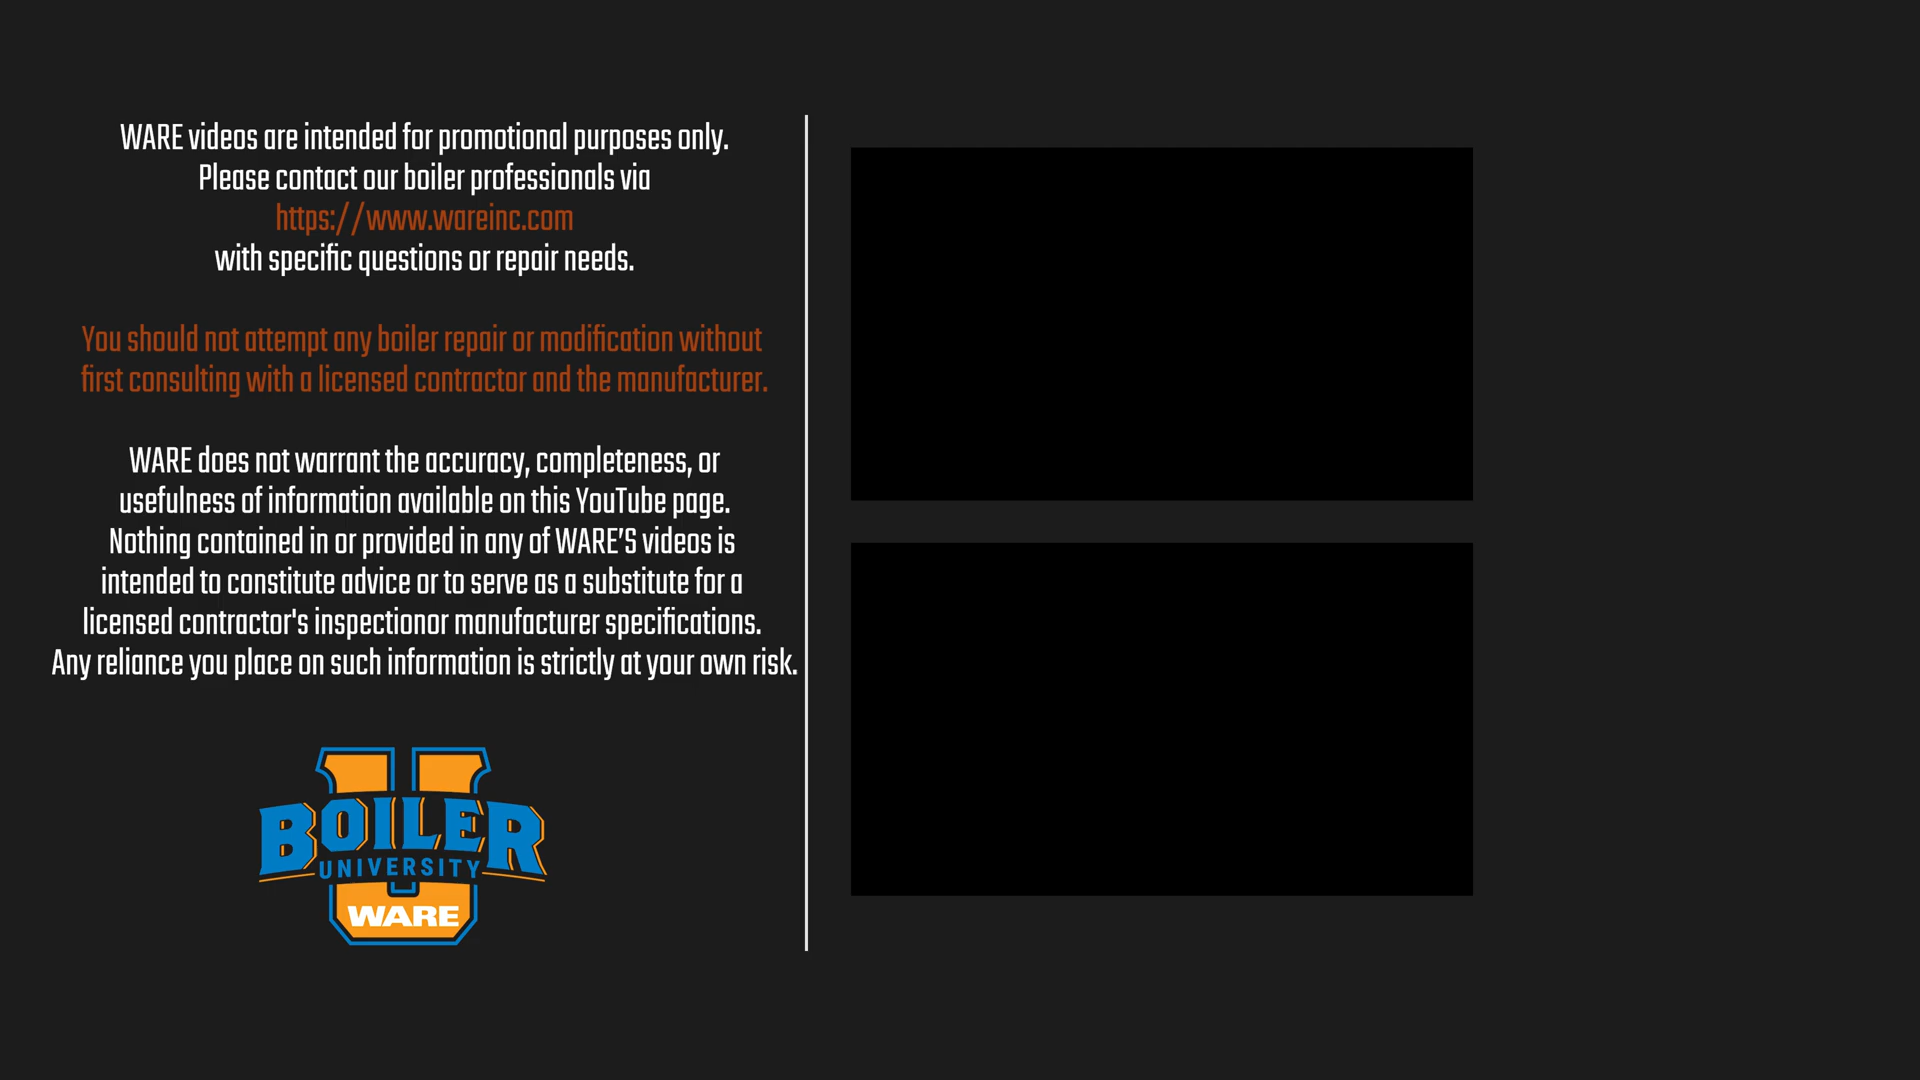 WARE videos are intended for promotional purposes only.
Please contact our boiler professionals via
https://www.wareinc.com
with specific questions or repair needs.
You should not attempt any boiler repair or modification without
first consulting with a licensed contractor and the manufacturer.
WARE does not warrant the accuracy, completeness, or
usefulness of information available on this YouTube page.
Nothing contained in or provided in any of WARE'S videos is
intended to constitute advice or to serve as a substitute for a
licensed contractor's inspectionor manufacturer specifications.
Any reliance you place on such information is strictly at your own risk.
BOILER
UNIVERSITY
WARE